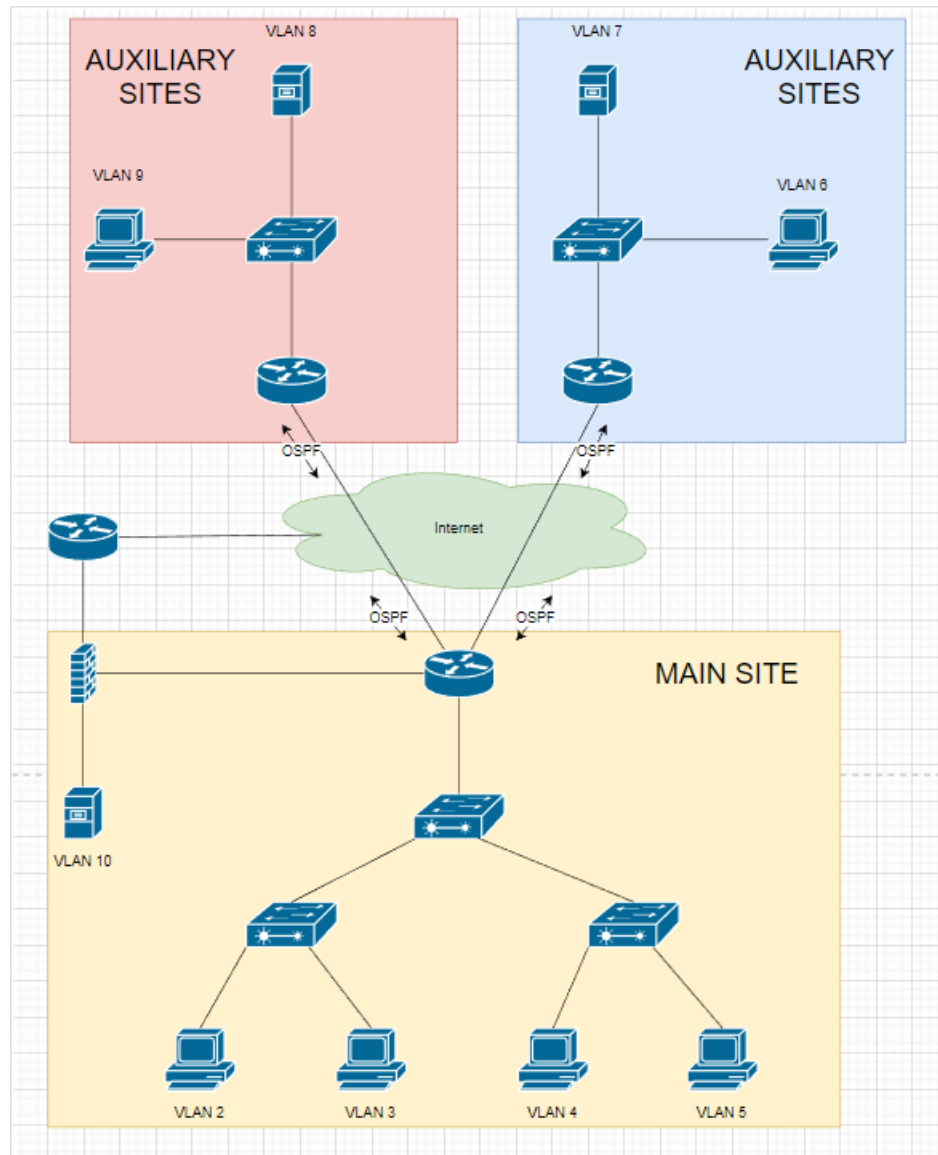 VLAN 8
VLAN 7
AUXILIARY
SITES
AUXILIARY
SITES
VLAN 9
VLAN 6
OSPF
OSPF
Internet
OSPF
OSPF
MAIN SITE
VLAN 10
VLAN 2
VLAN 3
VLAN 4
VLAN 5